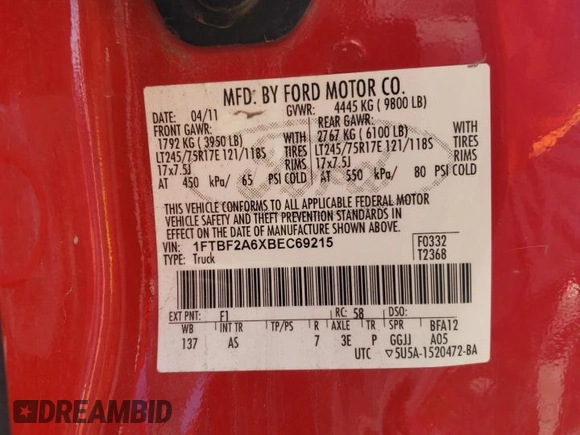 MFD. BY FORD MOTOR CO.
DATE: 04/11 GVWR: 4445 KG ( 9800 LB)
FRONT GAWR: REAR GAWR:
1792 KG ( 3950 LB) WITH 2767 KG ( 6100 LB) WITH
LT245/75R17E 121/118S TIRES LT245/75R17E 121/118S TIRES
17x7.5J RIMS 17x7.5J RIMS
AT 450 kPa/ 65 PSI COLD AT 550 kPa/ 80 PSI COLD
THIS VEHICLE CONFORMS TO ALL APPLICABLE FEDERAL MOTOR
VEHICLE SAFETY AND THEFT PREVENTION STANDARDS IN
EFFECT ON THE DATE OF MANUFACTURE SHOWN ABOVE.
VIN: 1FTBF2A6XBEC69215 F0332
TYPE: Truck T2368
EXT PNT: F1 RC: 58 DSO:
WB INT TR TP/PS R AXLE TR SPR BFA12
137 AS 7 3E P GGJJ A05
UTC ▽5U5A-1520472-BA
DREAMBID